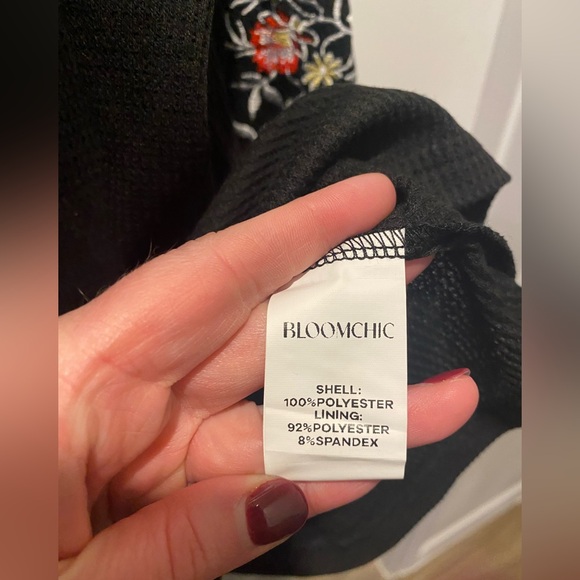 BLOOMCHIC
SHELL:
100%POLYESTER
LINING:
92%POLYESTER
8%SPANDEX